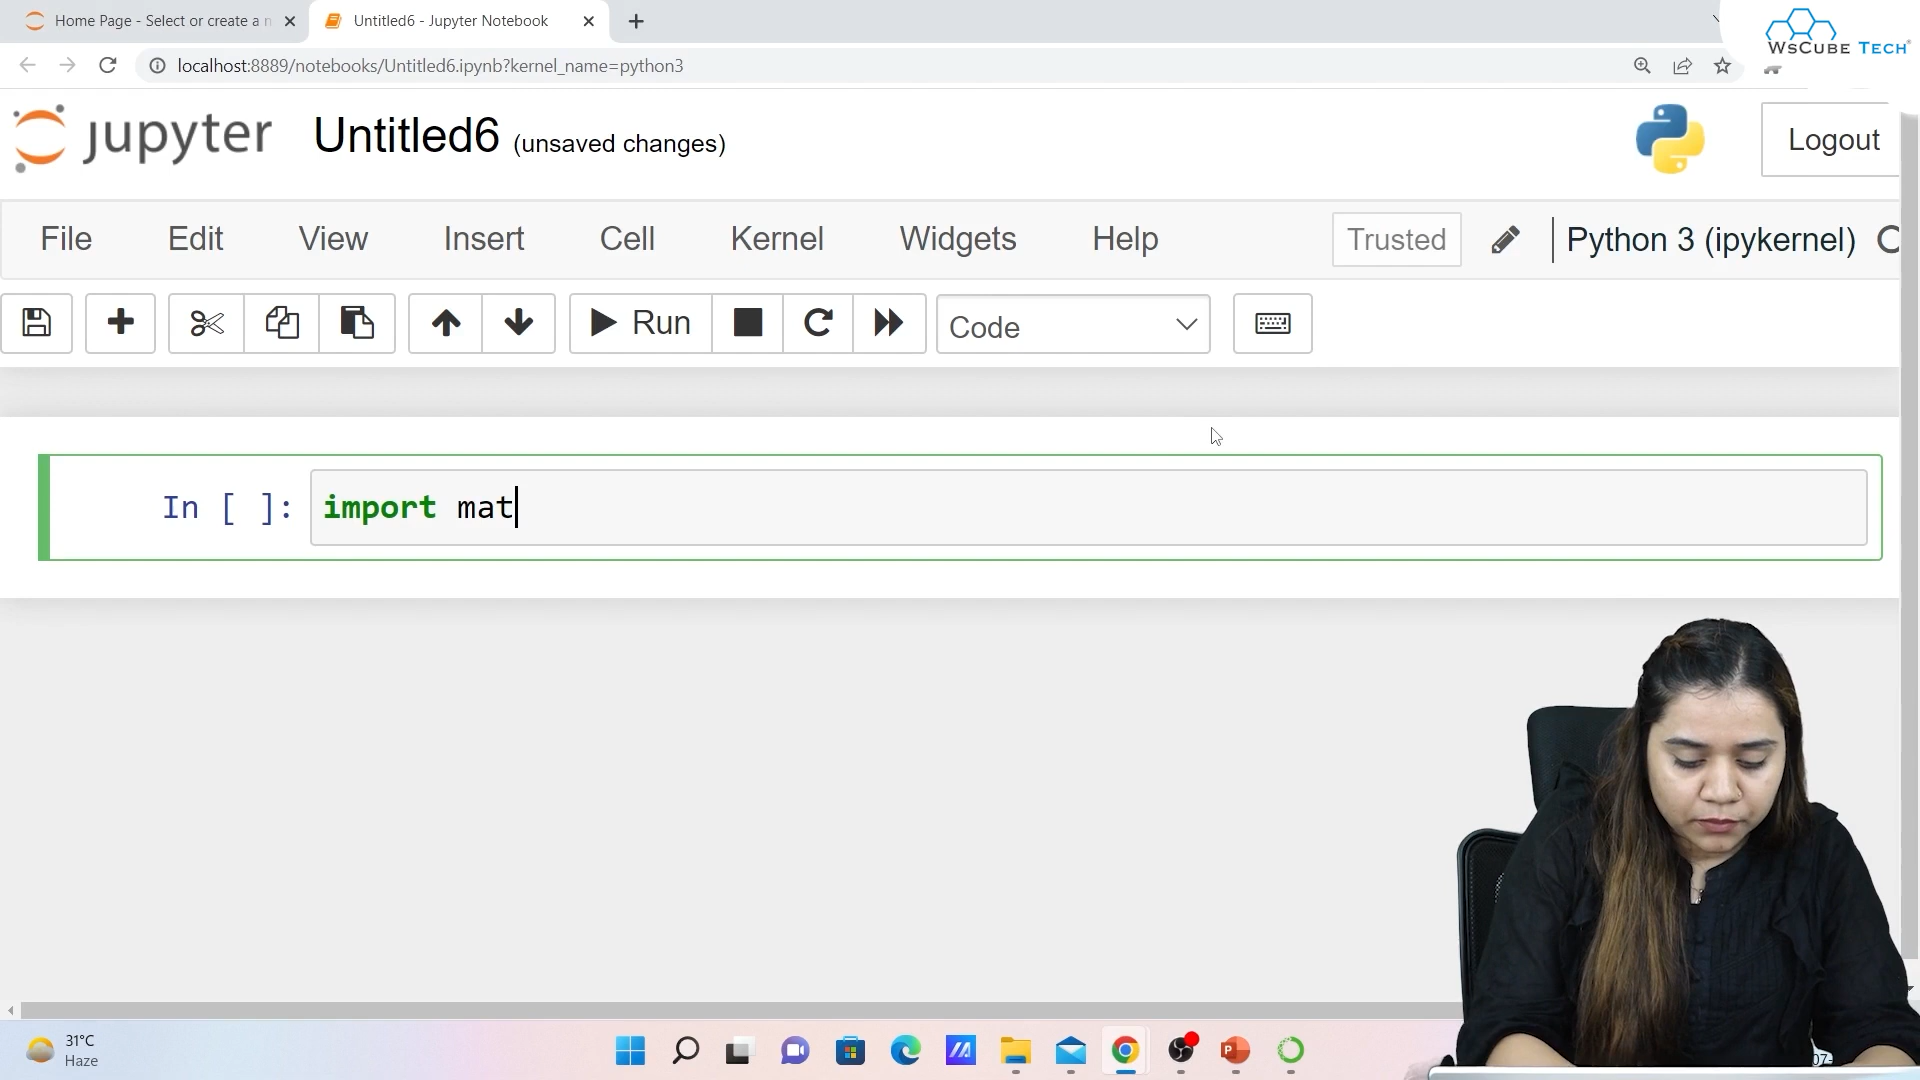 Home Page - Select or create a n
Untitled6 - Jupyter Notebook
WsCube Tech
localhost:8889/notebooks/Untitled6.ipynb?kernel_name=python3
jupyter Untitled6 (unsaved changes)
Logout
File Edit View Insert Cell Kernel Widgets Help Trusted Python 3 (ipykernel)
Run Code
In [ ]: import mat
31°C
Haze
07-